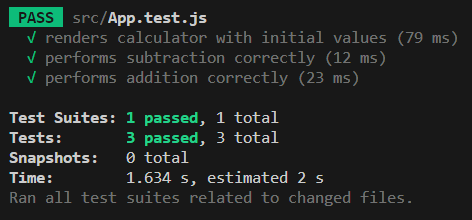 PASS src/App.test.js
√ renders calculator with initial values (79 ms)
√ performs subtraction correctly (12 ms)
√ performs addition correctly (23 ms)
Test Suites: 1 passed, 1 total
Tests: 3 passed, 3 total
Snapshots: 0 total
Time: 1.634 s, estimated 2 s
Ran all test suites related to changed files.